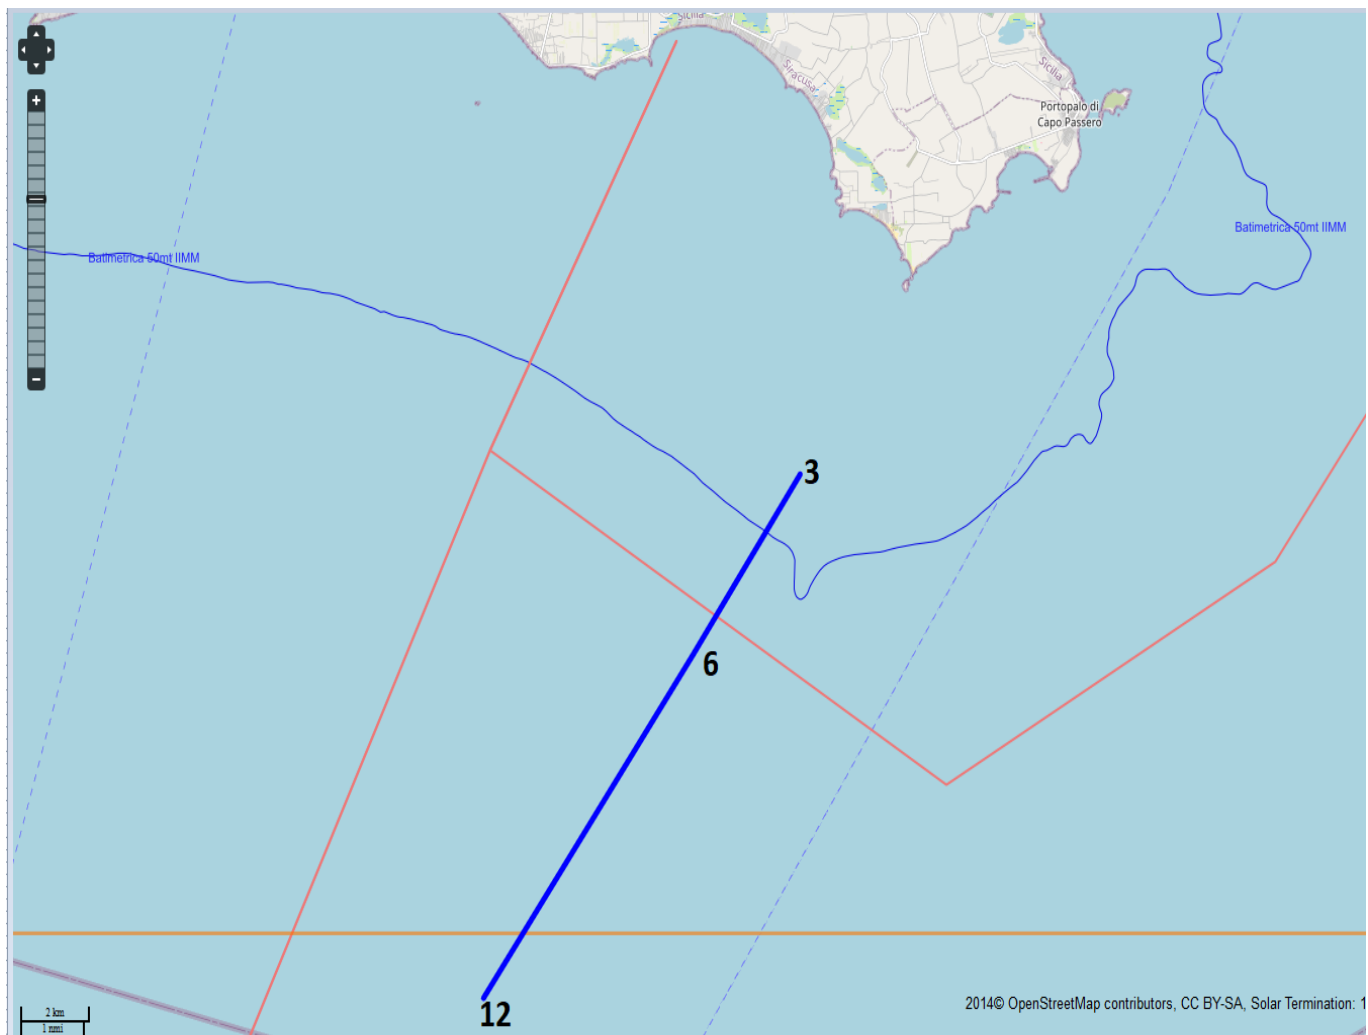 Sicilia
Siracusa
Sicilia
Portopalo di
Capo Passero
Batimetrica 50mt IIMM
Batimetrica 50mt IIMM
3
6
12
2 km
1 nmi
2014© OpenStreetMap contributors, CC BY-SA, Solar Termination: 1